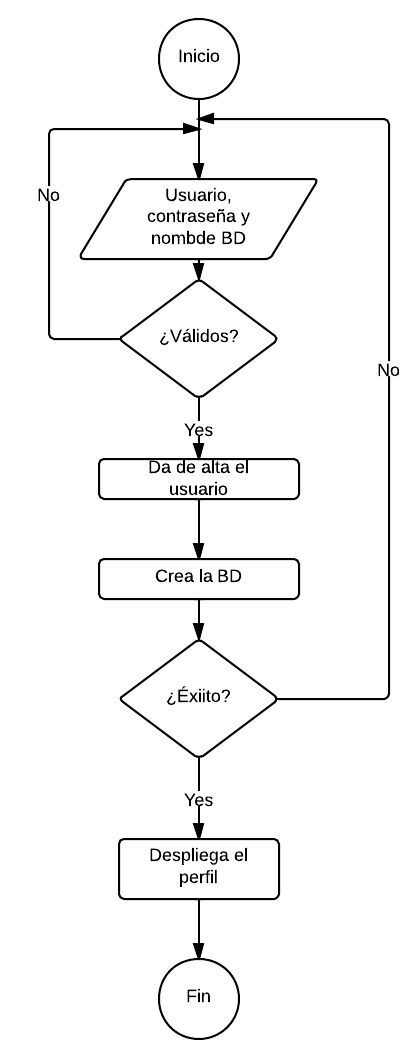 Inicio
No
Usuario,
contraseña y
nombde BD
¿Válidos?
No
Yes
Da de alta el
usuario
Crea la BD
¿Éxiito?
Yes
Despliega el
perfil
Fin